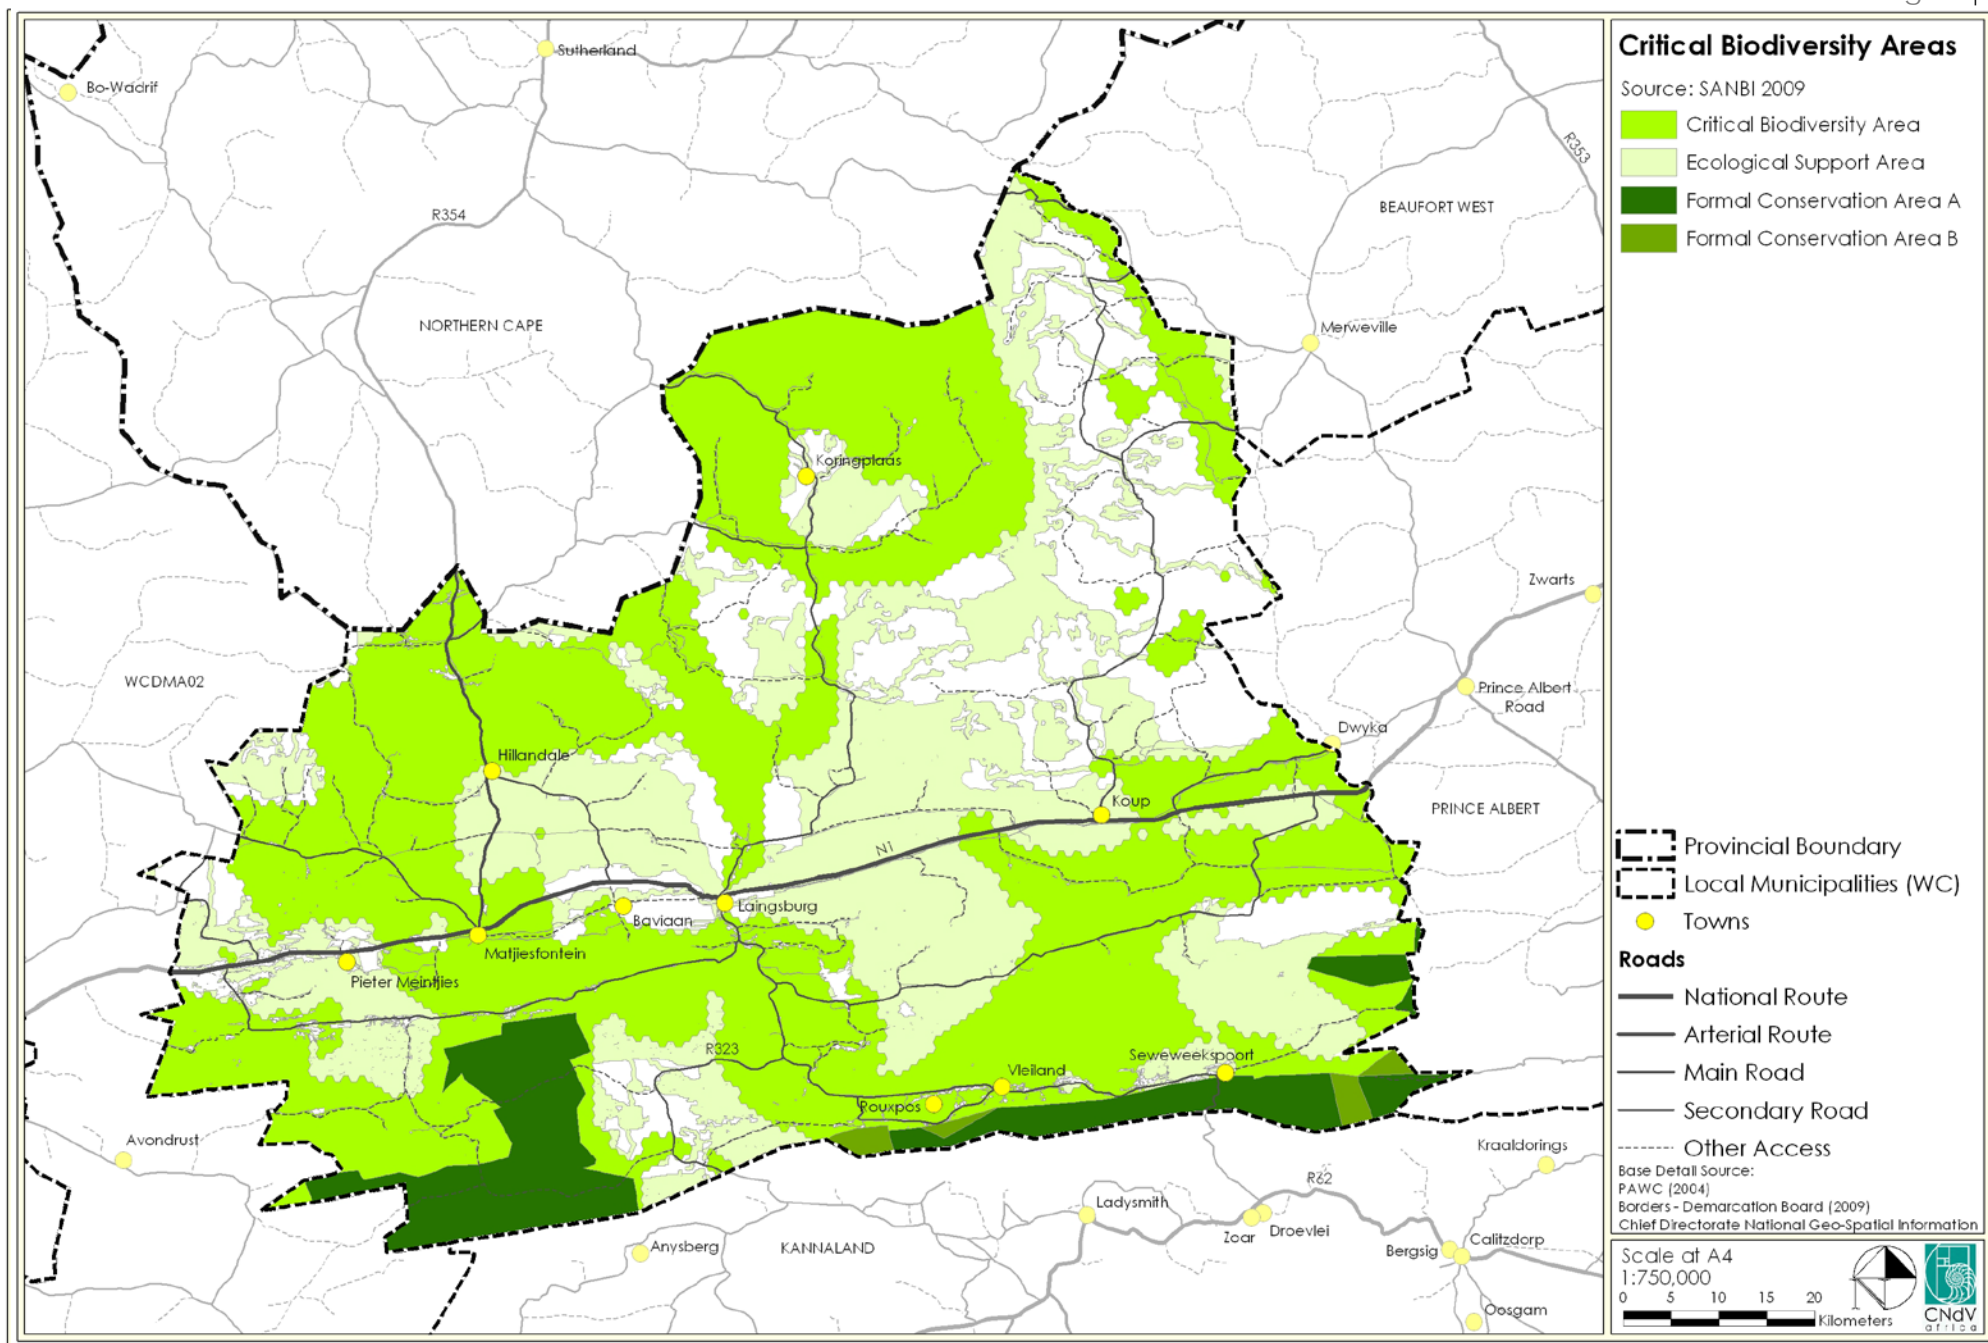 Critical Biodiversity Areas
Source: SANBI 2009
Critical Biodiversity Area
Ecological Support Area
Formal Conservation Area A
Formal Conservation Area B
Sutherland
Bo-Wadrif
R353
R354
BEAUFORT WEST
NORTHERN CAPE
Merweville
Koringplaas
Zwarts
WCDMA02
Prince Albert
Road
Dwyka
Hillandale
Koup
PRINCE ALBERT
N1
Laingsburg
Baviaan
Matjiesfontein
Pieter Meintjies
R323
Seweweekspoort
Vleiland
Rouxpos
Avondrust
Kraaldorings
R62
Ladysmith
Zoar
Droevlei
Anysberg
KANNALAND
Bergsig
Calitzdorp
Oosgam
Provincial Boundary
Local Municipalities (WC)
Towns
Roads
National Route
Arterial Route
Main Road
Secondary Road
Other Access
Base Detail Source:
PAWC (2004)
Borders - Demarcation Board (2009)
Chief Directorate National Geo-Spatial Information
Scale at A4
1:750,000
0 5 10 15 20
Kilometers
CNdV
africa